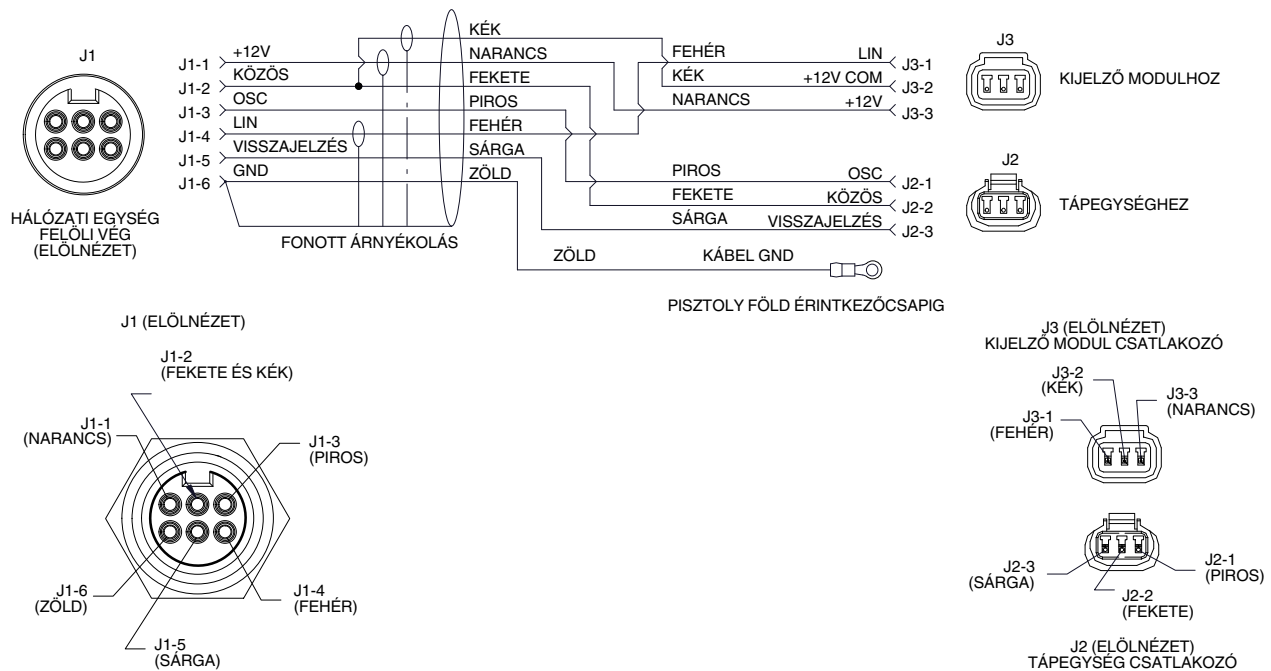 J1
HÁLÓZATI EGYSÉG
FELÖLI VÉG
(ELÖLNÉZET)
J1-1 +12V
J1-2 KÖZÖS
J1-3 OSC
J1-4 LIN
J1-5 VISSZAJELZÉS
J1-6 GND
FONOTT ÁRNYÉKOLÁS
KÉK
NARANCS
FEKETE
PIROS
FEHÉR
SÁRGA
ZÖLD
FEHÉR LIN J3-1
KÉK +12V COM J3-2
NARANCS +12V J3-3
J3
KIJELZŐ MODULHOZ
PIROS OSC J2-1
FEKETE KÖZÖS J2-2
SÁRGA VISSZAJELZÉS J2-3
J2
TÁPEGYSÉGHEZ
ZÖLD KÁBEL GND
PISZTOLY FÖLD ÉRINTKEZŐCSAPIG
J1 (ELÖLNÉZET)
J1-2
(FEKETE ÉS KÉK)
J1-1
(NARANCS)
J1-3
(PIROS)
J1-6
(ZÖLD)
J1-4
(FEHÉR)
J1-5
(SÁRGA)
J3 (ELÖLNÉZET)
KIJELZŐ MODUL CSATLAKOZÓ
J3-2
(KÉK)
J3-3
(NARANCS)
J3-1
(FEHÉR)
J2-3
(SÁRGA)
J2-1
(PIROS)
J2-2
(FEKETE)
J2 (ELÖLNÉZET)
TÁPEGYSÉG CSATLAKOZÓ